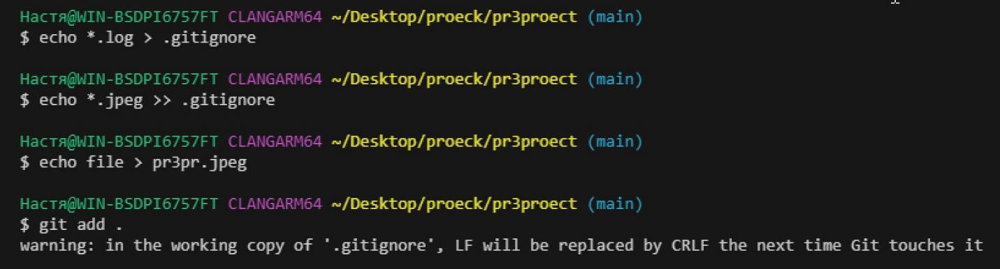 Настя@WIN-BSDPI6757FT CLANGARM64 ~/Desktop/proeck/pr3proect (main)
$ echo *.log > .gitignore
Настя@WIN-BSDPI6757FT CLANGARM64 ~/Desktop/proeck/pr3proect (main)
$ echo *.jpeg >> .gitignore
Настя@WIN-BSDPI6757FT CLANGARM64 ~/Desktop/proeck/pr3proect (main)
$ echo file > pr3pr.jpeg
Настя@WIN-BSDPI6757FT CLANGARM64 ~/Desktop/proeck/pr3proect (main)
$ git add .
warning: in the working copy of '.gitignore', LF will be replaced by CRLF the next time Git touches it